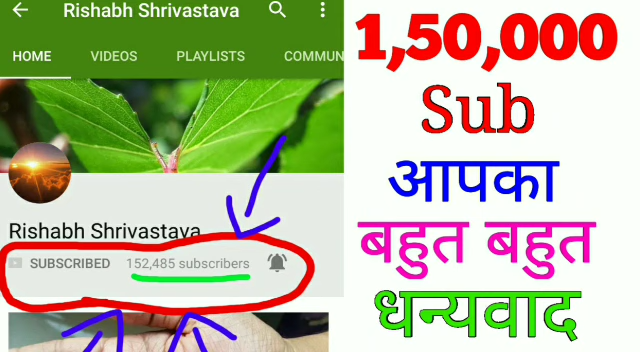 Rishabh Shrivastava
HOME VIDEOS PLAYLISTS COMMUN
Rishabh Shrivastava
SUBSCRIBED 152,485 subscribers
1,50,000
Sub
आपका
बहुत बहुत
धन्यवाद